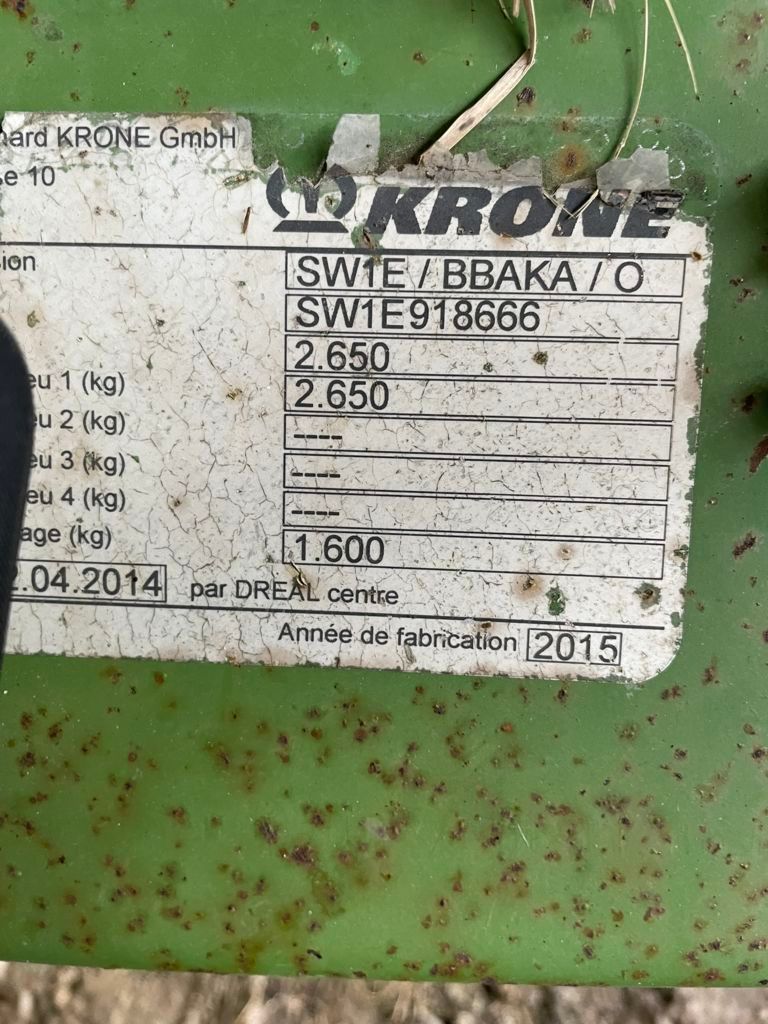 hard KRONE GmbH
e 10
KRONE
ion SW1E / BBAKA / O
SW1E918666
2.650
eu 1 (kg) 2.650
eu 2 (kg) ----
eu 3 (kg) ----
eu 4 (kg) ----
age (kg) 1.600
2.04.2014 par DREAL centre
Année de fabrication 2015